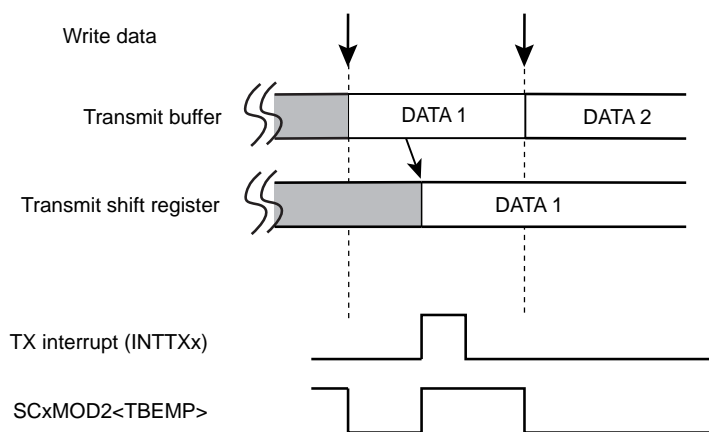 Write data
Transmit buffer
DATA 1
DATA 2
Transmit shift register
DATA 1
TX interrupt (INTTXx)
SCxMOD2<TBEMP>